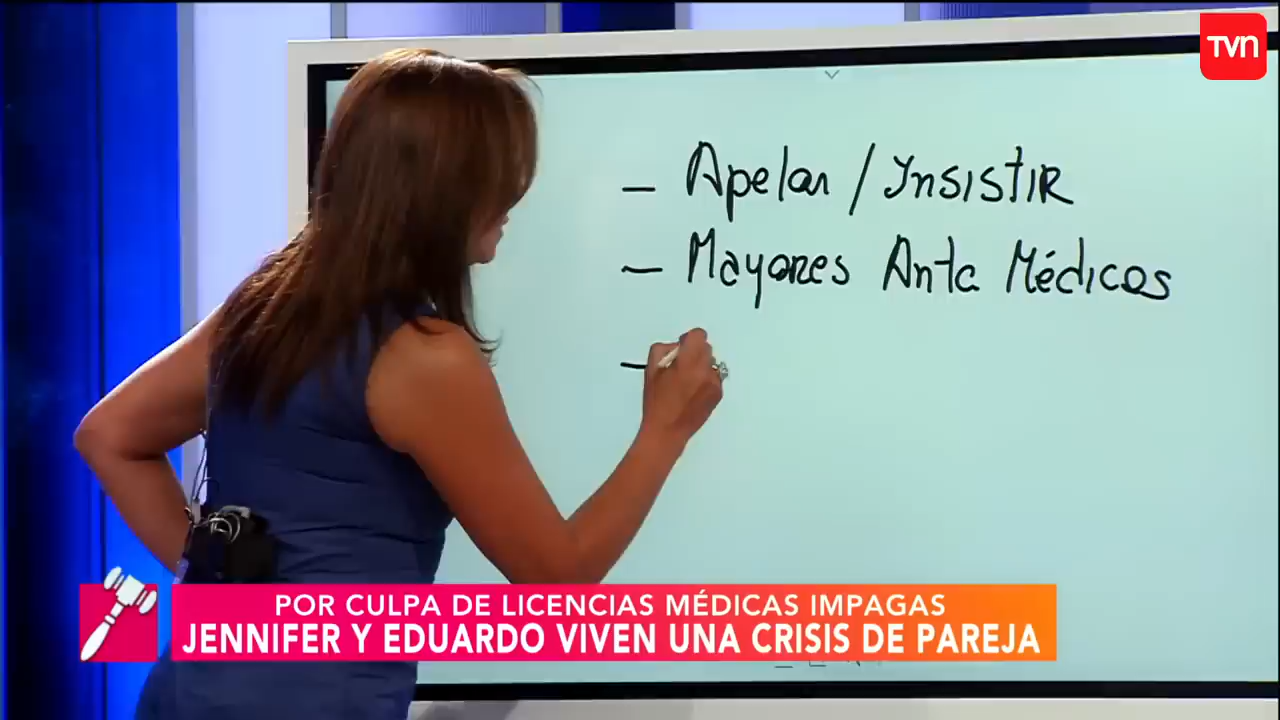 TVN
- Apelar / Insistir
- Mayores Antc Médicos
-
POR CULPA DE LICENCIAS MÉDICAS IMPAGAS
JENNIFER Y EDUARDO VIVEN UNA CRISIS DE PAREJA